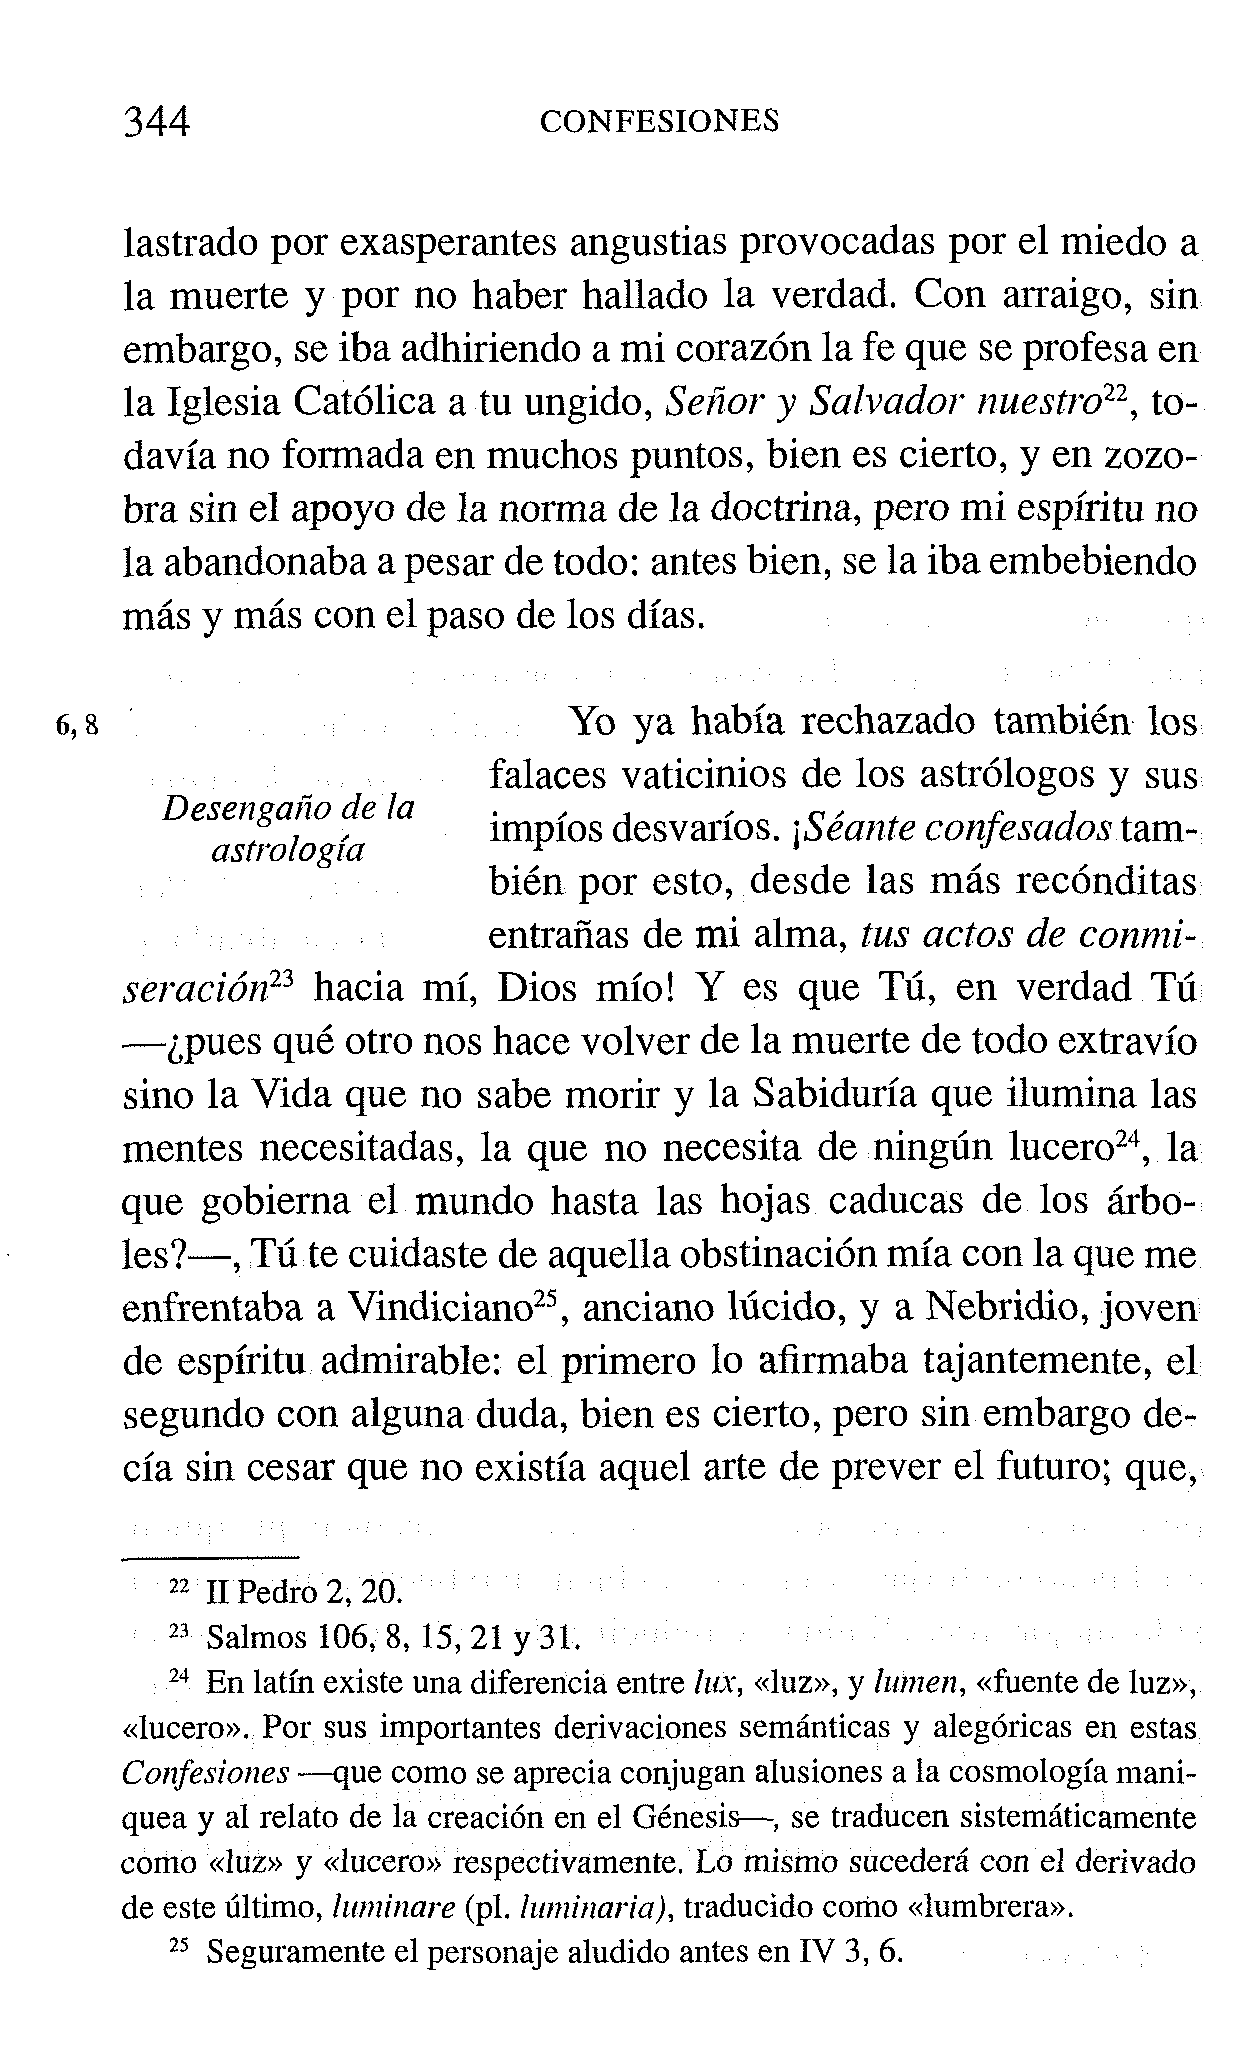 344 CONFESIONES
lastrado por exasperantes angustias provocadas por el miedo a
la muerte y por no haber hallado la verdad. Con arraigo, sin
embargo, se iba adhiriendo a mi corazón la fe que se profesa en
la Iglesia Católica a tu ungido, Señor y Salvador nuestro²², to-
davía no formada en muchos puntos, bien es cierto, y en zozo-
bra sin el apoyo de la norma de la doctrina, pero mi espíritu no
la abandonaba a pesar de todo: antes bien, se la iba embebiendo
más y más con el paso de los días.
6, 8
Desengaño de la
astrología
Yo ya había rechazado también los
falaces vaticinios de los astrólogos y sus
impíos desvaríos. ¡Séante confesados tam-
bién por esto, desde las más recónditas
entrañas de mi alma, tus actos de conmi-
seración²³ hacia mí, Dios mío! Y es que Tú, en verdad Tú
—¿pues qué otro nos hace volver de la muerte de todo extravío
sino la Vida que no sabe morir y la Sabiduría que ilumina las
mentes necesitadas, la que no necesita de ningún lucero²⁴, la
que gobierna el mundo hasta las hojas caducas de los árbo-
les?—, Tú te cuidaste de aquella obstinación mía con la que me
enfrentaba a Vindiciano²⁵, anciano lúcido, y a Nebridio, joven
de espíritu admirable: el primero lo afirmaba tajantemente, el
segundo con alguna duda, bien es cierto, pero sin embargo de-
cía sin cesar que no existía aquel arte de prever el futuro; que,
²² II Pedro 2, 20.
²³ Salmos 106, 8, 15, 21 y 31.
²⁴ En latín existe una diferencia entre lux, «luz», y lumen, «fuente de luz»,
«lucero». Por sus importantes derivaciones semánticas y alegóricas en estas
Confesiones —que como se aprecia conjugan alusiones a la cosmología mani-
quea y al relato de la creación en el Génesis—, se traducen sistemáticamente
como «luz» y «lucero» respectivamente. Lo mismo sucederá con el derivado
de este último, luminare (pl. luminaria), traducido como «lumbrera».
²⁵ Seguramente el personaje aludido antes en IV 3, 6.